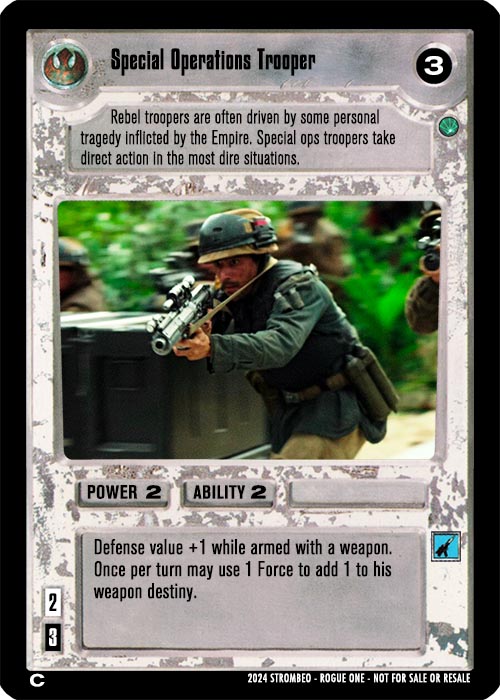 Special Operations Trooper
3
Rebel troopers are often driven by some personal
tragedy inflicted by the Empire. Special ops troopers take
direct action in the most dire situations.
POWER 2 ABILITY 2
Defense value +1 while armed with a weapon.
Once per turn may use 1 Force to add 1 to his
weapon destiny.
2
3
C 2024 STROMBEO - ROGUE ONE - NOT FOR SALE OR RESALE